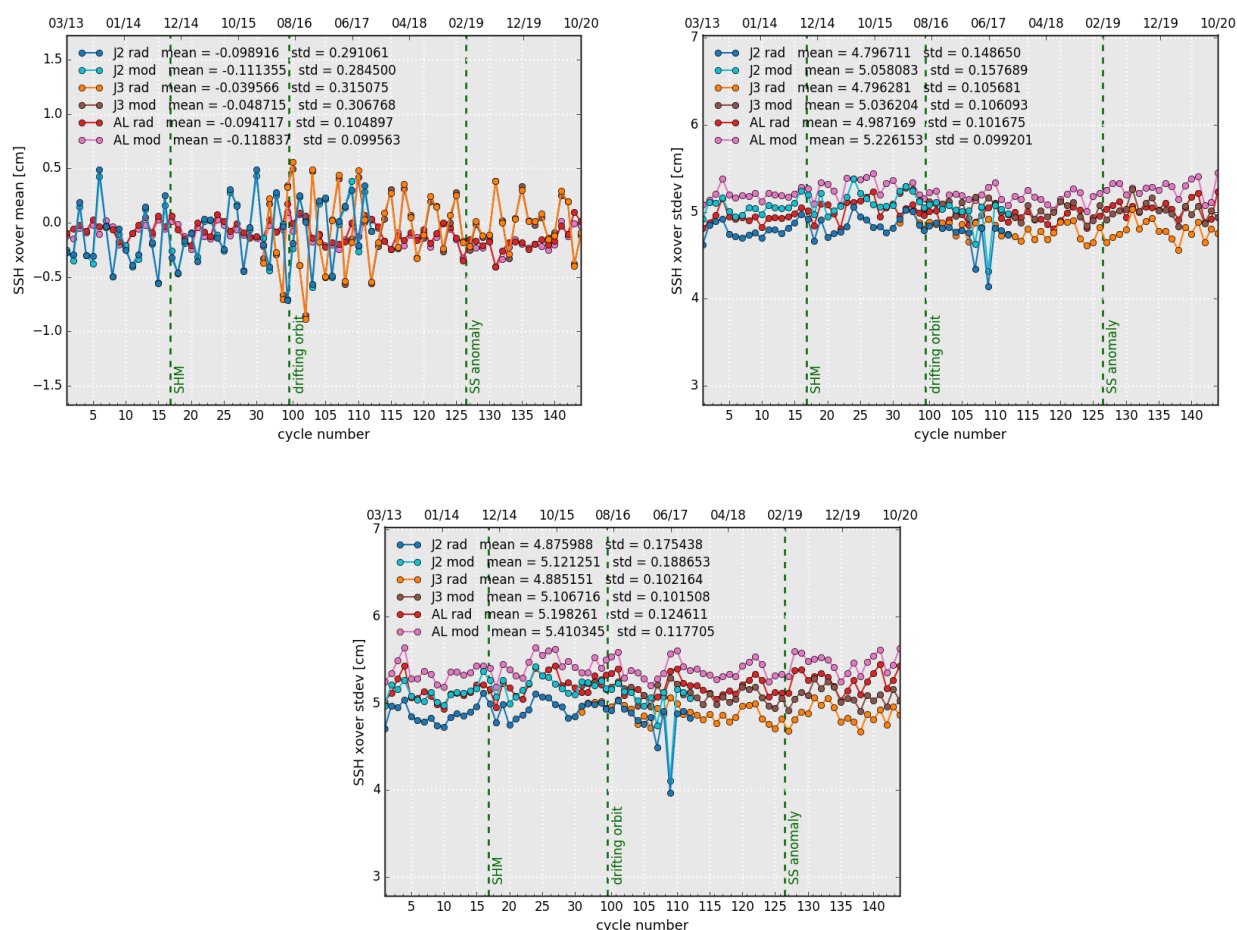 03/13 01/14 12/14 10/15 08/16 06/17 04/18 02/19 12/19 10/20
1.5
1.0
0.5
0.0
−0.5
−1.0
−1.5
SSH xover mean [cm]
J2 rad mean = -0.098916 std = 0.291061
J2 mod mean = -0.111355 std = 0.284500
J3 rad mean = -0.039566 std = 0.315075
J3 mod mean = -0.048715 std = 0.306768
AL rad mean = -0.094117 std = 0.104897
AL mod mean = -0.118837 std = 0.099563
SHM
drifting orbit
SS anomaly
5 10 15 20 25 30 100 105 110 115 120 125 130 135 140
cycle number
03/13 01/14 12/14 10/15 08/16 06/17 04/18 02/19 12/19 10/20
7
6
5
4
3
SSH xover stdev [cm]
J2 rad mean = 4.796711 std = 0.148650
J2 mod mean = 5.058083 std = 0.157689
J3 rad mean = 4.796281 std = 0.105681
J3 mod mean = 5.036204 std = 0.106093
AL rad mean = 4.987169 std = 0.101675
AL mod mean = 5.226153 std = 0.099201
SHM
drifting orbit
SS anomaly
5 10 15 20 25 30 100 105 110 115 120 125 130 135 140
cycle number
03/13 01/14 12/14 10/15 08/16 06/17 04/18 02/19 12/19 10/20
7
6
5
4
3
SSH xover stdev [cm]
J2 rad mean = 4.875988 std = 0.175438
J2 mod mean = 5.121251 std = 0.188653
J3 rad mean = 4.885151 std = 0.102164
J3 mod mean = 5.106716 std = 0.101508
AL rad mean = 5.198261 std = 0.124611
AL mod mean = 5.410345 std = 0.117705
SHM
drifting orbit
SS anomaly
5 10 15 20 25 30 100 105 110 115 120 125 130 135 140
cycle number